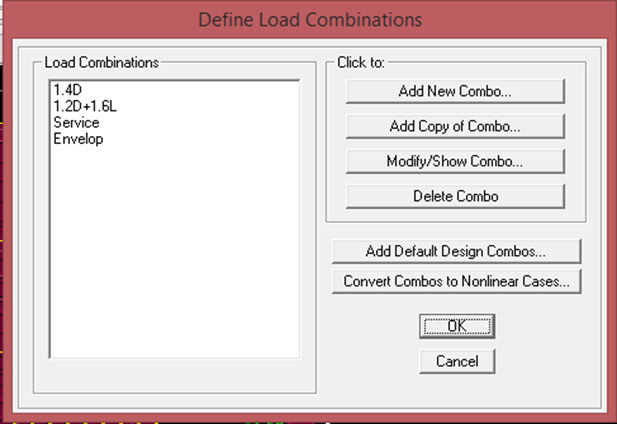 Define Load Combinations
Load Combinations
1.4D
1.2D+1.6L
Service
Envelop
Click to:
Add New Combo...
Add Copy of Combo...
Modify/Show Combo...
Delete Combo
Add Default Design Combos...
Convert Combos to Nonlinear Cases...
OK
Cancel